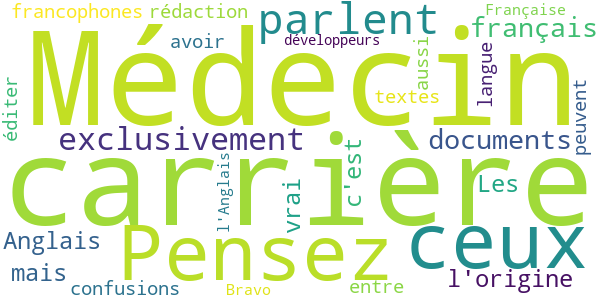 francophones rédaction parlent Française
avoir développeurs aussi français
Médecin
langue
éditer textes peuvent
exclusivement documents
carrière
l'Anglais vrai c'est Les
Anglais Pensez ceux
mais l'origine
confusions Bravo entre